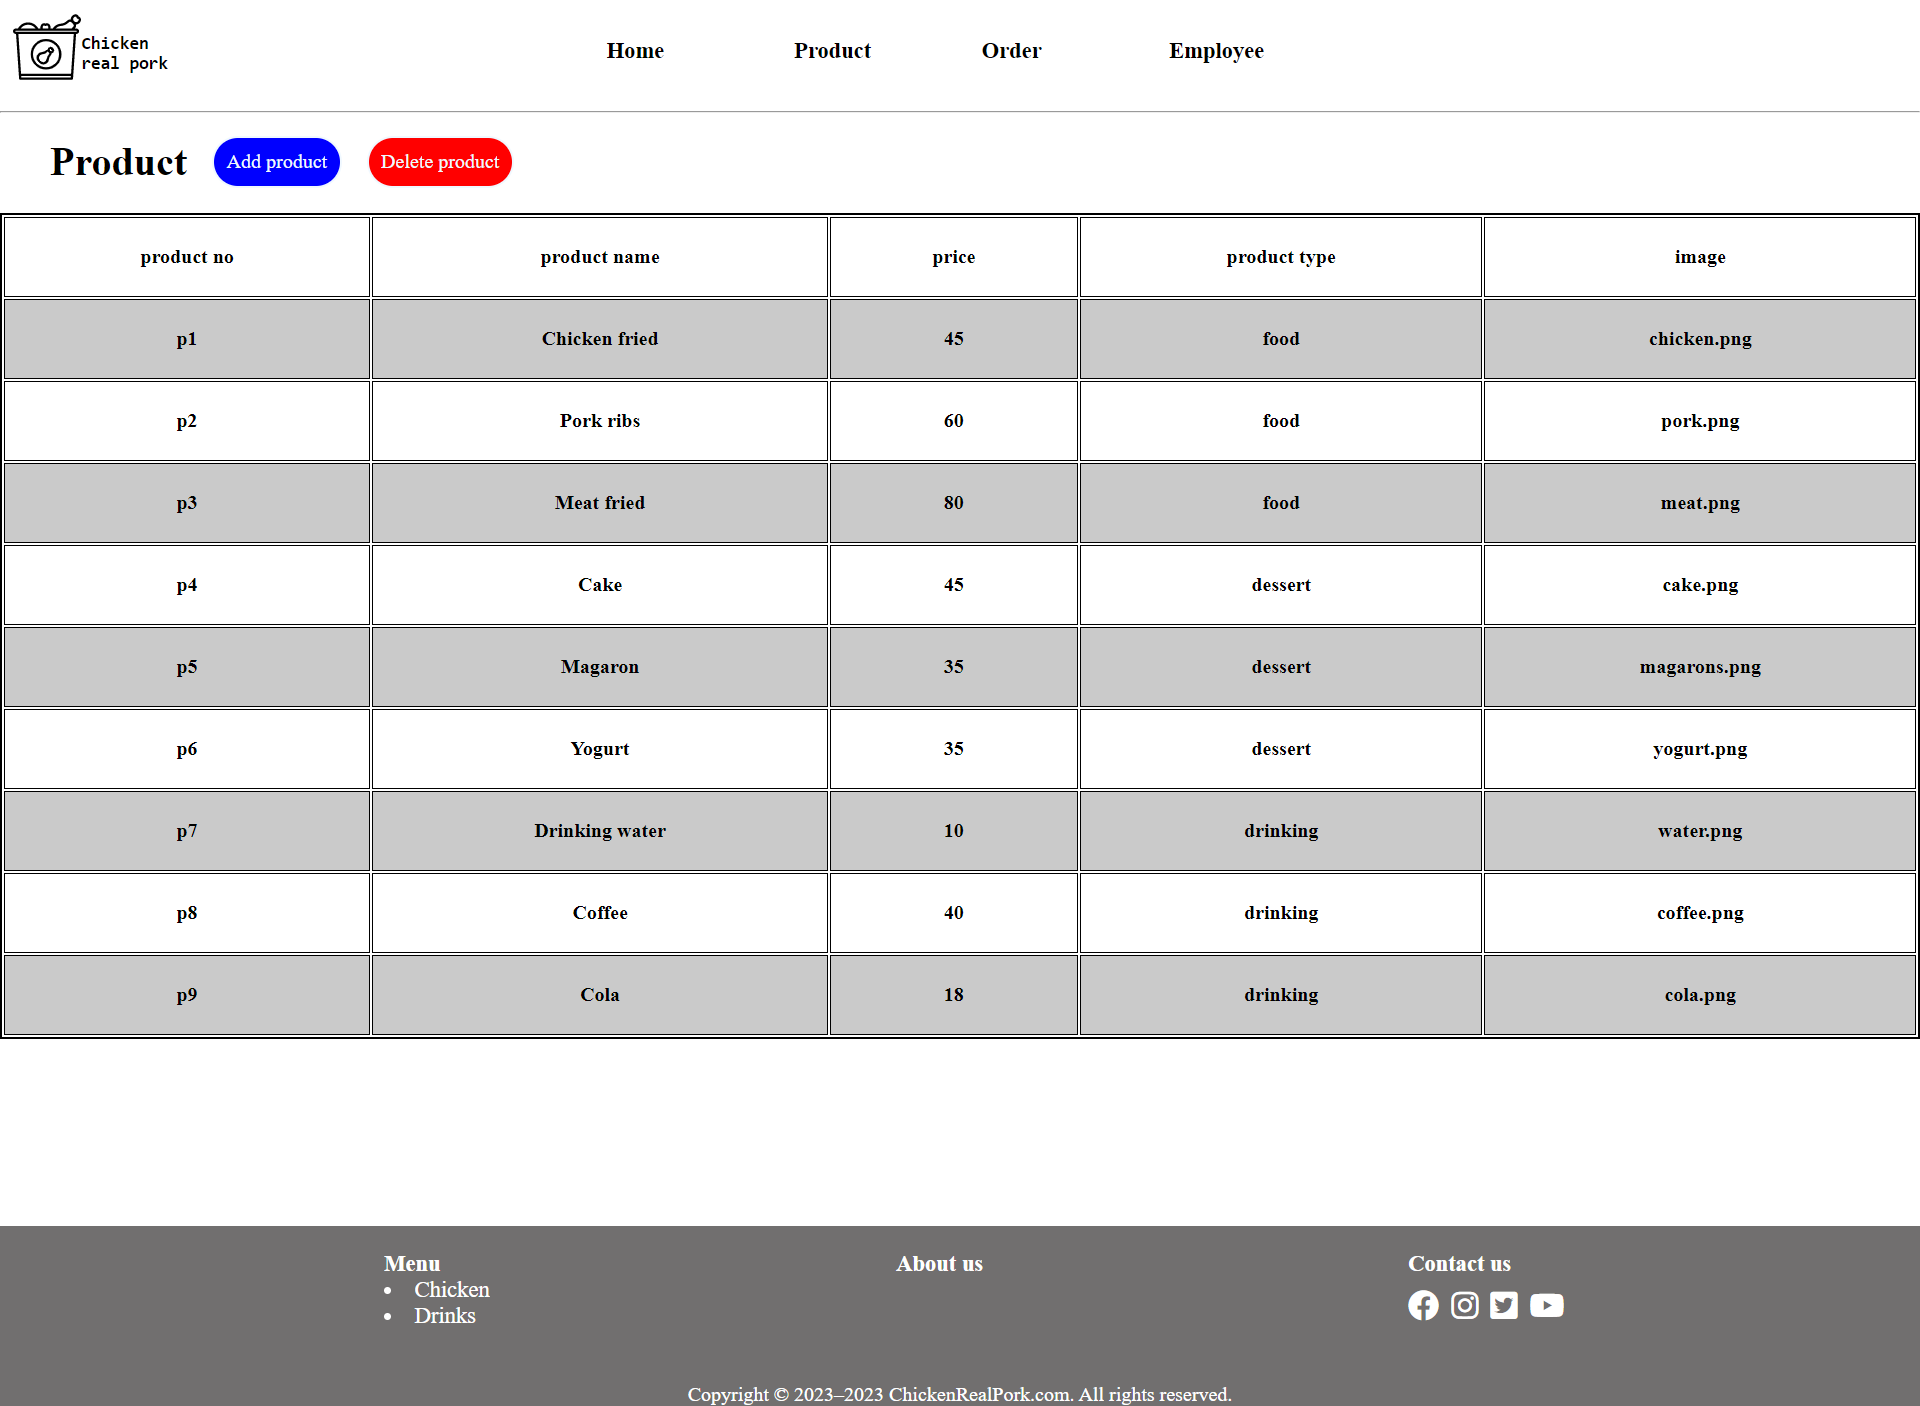 Chicken
real pork
Home Product Order Employee
Product Add product Delete product
product no product name price product type image
p1 Chicken fried 45 food chicken.png
p2 Pork ribs 60 food pork.png
p3 Meat fried 80 food meat.png
p4 Cake 45 dessert cake.png
p5 Magaron 35 dessert magarons.png
p6 Yogurt 35 dessert yogurt.png
p7 Drinking water 10 drinking water.png
p8 Coffee 40 drinking coffee.png
p9 Cola 18 drinking cola.png
Menu About us Contact us
• Chicken
• Drinks
Copyright © 2023–2023 ChickenRealPork.com. All rights reserved.